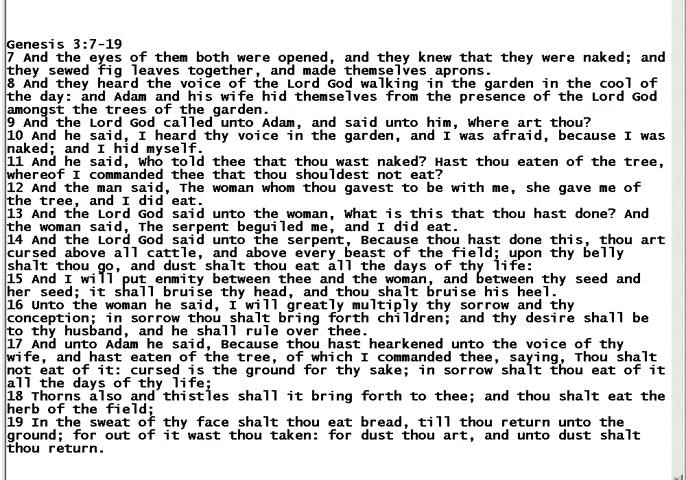 Genesis 3:7-19
7 And the eyes of them both were opened, and they knew that they were naked; and
they sewed fig leaves together, and made themselves aprons.
8 And they heard the voice of the Lord God walking in the garden in the cool of
the day: and Adam and his wife hid themselves from the presence of the Lord God
amongst the trees of the garden.
9 And the Lord God called unto Adam, and said unto him, Where art thou?
10 And he said, I heard thy voice in the garden, and I was afraid, because I was
naked; and I hid myself.
11 And he said, Who told thee that thou wast naked? Hast thou eaten of the tree,
whereof I commanded thee that thou shouldest not eat?
12 And the man said, The woman whom thou gavest to be with me, she gave me of
the tree, and I did eat.
13 And the Lord God said unto the woman, What is this that thou hast done? And
the woman said, The serpent beguiled me, and I did eat.
14 And the Lord God said unto the serpent, Because thou hast done this, thou art
cursed above all cattle, and above every beast of the field; upon thy belly
shalt thou go, and dust shalt thou eat all the days of thy life:
15 And I will put enmity between thee and the woman, and between thy seed and
her seed; it shall bruise thy head, and thou shalt bruise his heel.
16 Unto the woman he said, I will greatly multiply thy sorrow and thy
conception; in sorrow thou shalt bring forth children; and thy desire shall be
to thy husband, and he shall rule over thee.
17 And unto Adam he said, Because thou hast hearkened unto the voice of thy
wife, and hast eaten of the tree, of which I commanded thee, saying, Thou shalt
not eat of it: cursed is the ground for thy sake; in sorrow shalt thou eat of it
all the days of thy life;
18 Thorns also and thistles shall it bring forth to thee; and thou shalt eat the
herb of the field;
19 In the sweat of thy face shalt thou eat bread, till thou return unto the
ground; for out of it wast thou taken: for dust thou art, and unto dust shalt
thou return.